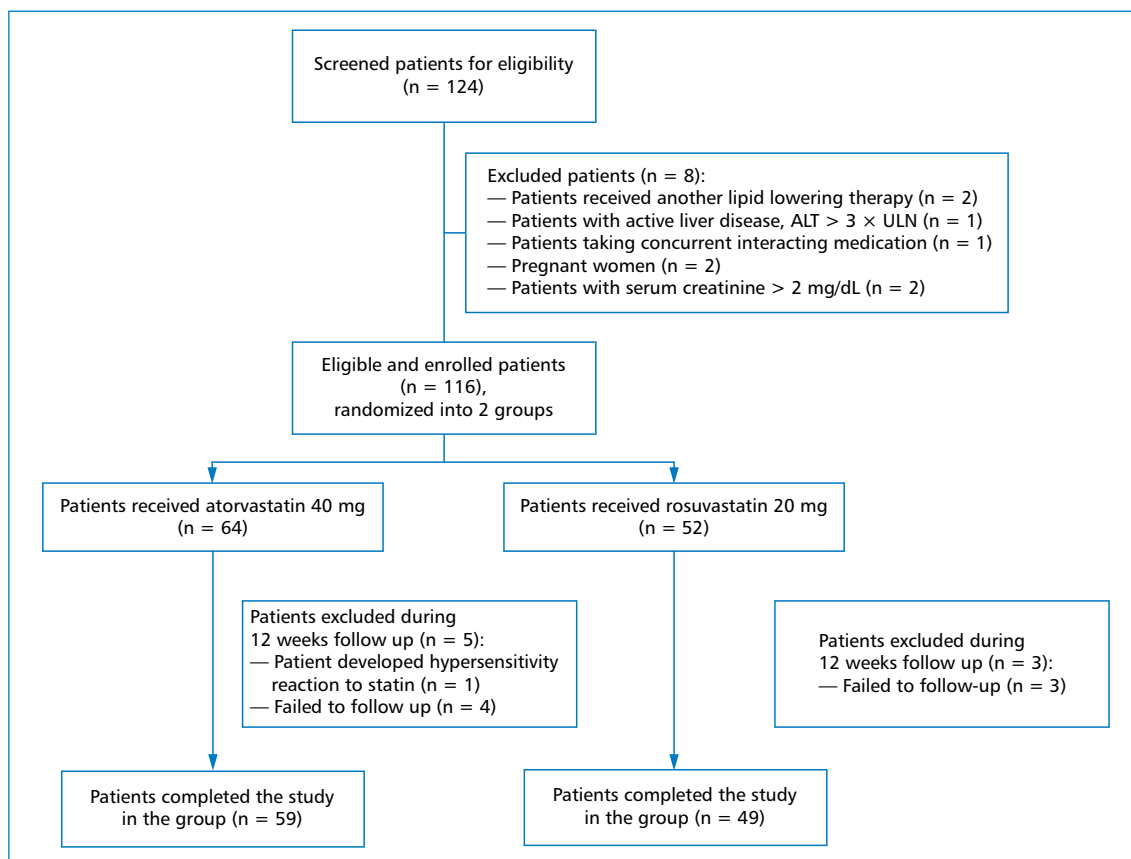 Screened patients for eligibility
(n = 124)
Excluded patients (n = 8):
— Patients received another lipid lowering therapy (n = 2)
— Patients with active liver disease, ALT > 3 × ULN (n = 1)
— Patients taking concurrent interacting medication (n = 1)
— Pregnant women (n = 2)
— Patients with serum creatinine > 2 mg/dL (n = 2)
Eligible and enrolled patients
(n = 116),
randomized into 2 groups
Patients received atorvastatin 40 mg
(n = 64)
Patients received rosuvastatin 20 mg
(n = 52)
Patients excluded during
12 weeks follow up (n = 5):
— Patient developed hypersensitivity
reaction to statin (n = 1)
— Failed to follow up (n = 4)
Patients excluded during
12 weeks follow up (n = 3):
— Failed to follow-up (n = 3)
Patients completed the study
in the group (n = 59)
Patients completed the study
in the group (n = 49)